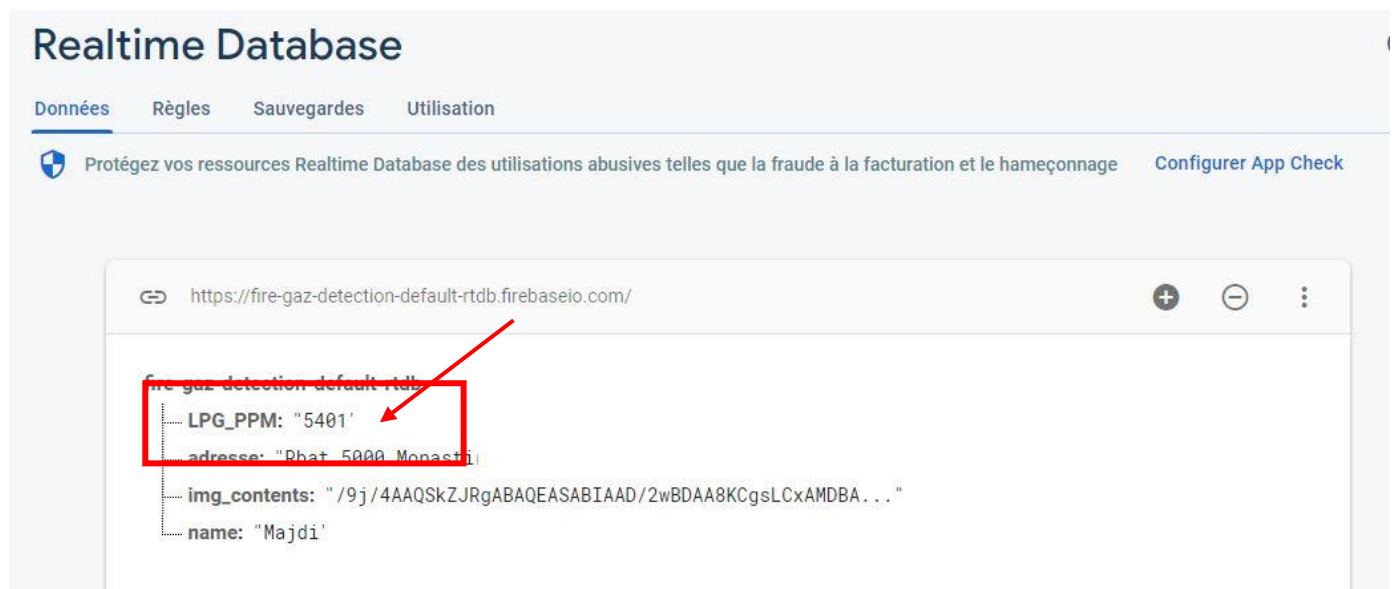 Realtime Database
Données Règles Sauvegardes Utilisation
Protégez vos ressources Realtime Database des utilisations abusives telles que la fraude à la facturation et le hameçonnage Configurer App Check
https://fire-gaz-detection-default-rtdb.firebaseio.com/
fire-gaz-detection-default-rtdb
LPG_PPM: "5401'
adresse: "Rbat 5000 Monasti
img_contents: "/9j/4AAQSkZJRgABAQEASABIAAD/2wBDAA8KCgsLCxAMDBA..."
name: "Majdi'